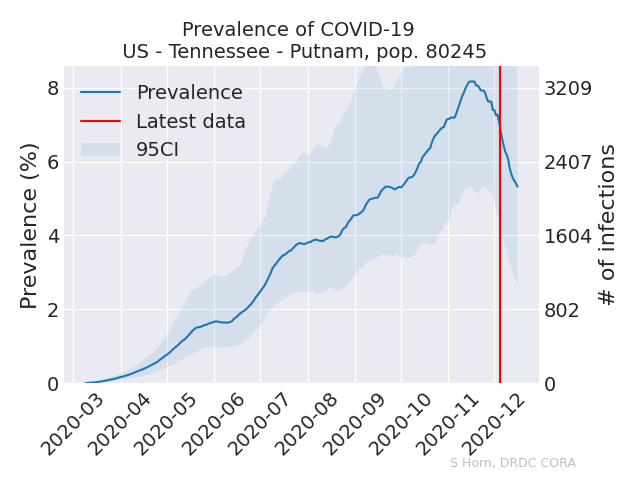 Prevalence of COVID-19
US - Tennessee - Putnam, pop. 80245
Prevalence
Latest data
95CI
Prevalence (%)
8
6
4
2
0
3209
2407
1604
802
0
# of infections
2020-03
2020-04
2020-05
2020-06
2020-07
2020-08
2020-09
2020-10
2020-11
2020-12
S Horn, DRDC CORA